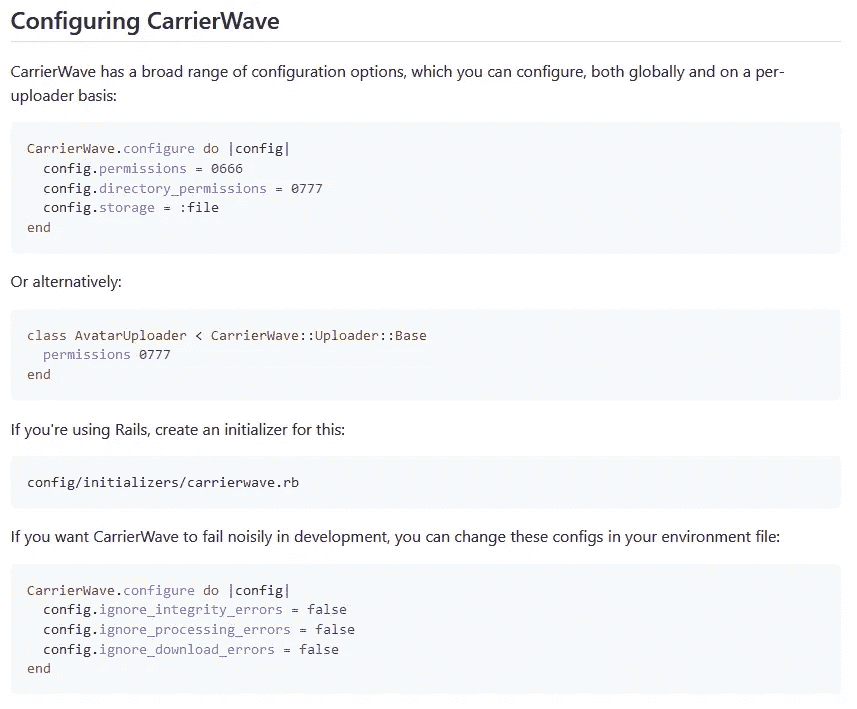 Configuring CarrierWave
CarrierWave has a broad range of configuration options, which you can configure, both globally and on a per-
uploader basis:
CarrierWave.configure do |config|
  config.permissions = 0666
  config.directory_permissions = 0777
  config.storage = :file
end
Or alternatively:
class AvatarUploader < CarrierWave::Uploader::Base
  permissions 0777
end
If you're using Rails, create an initializer for this:
config/initializers/carrierwave.rb
If you want CarrierWave to fail noisily in development, you can change these configs in your environment file:
CarrierWave.configure do |config|
  config.ignore_integrity_errors = false
  config.ignore_processing_errors = false
  config.ignore_download_errors = false
end